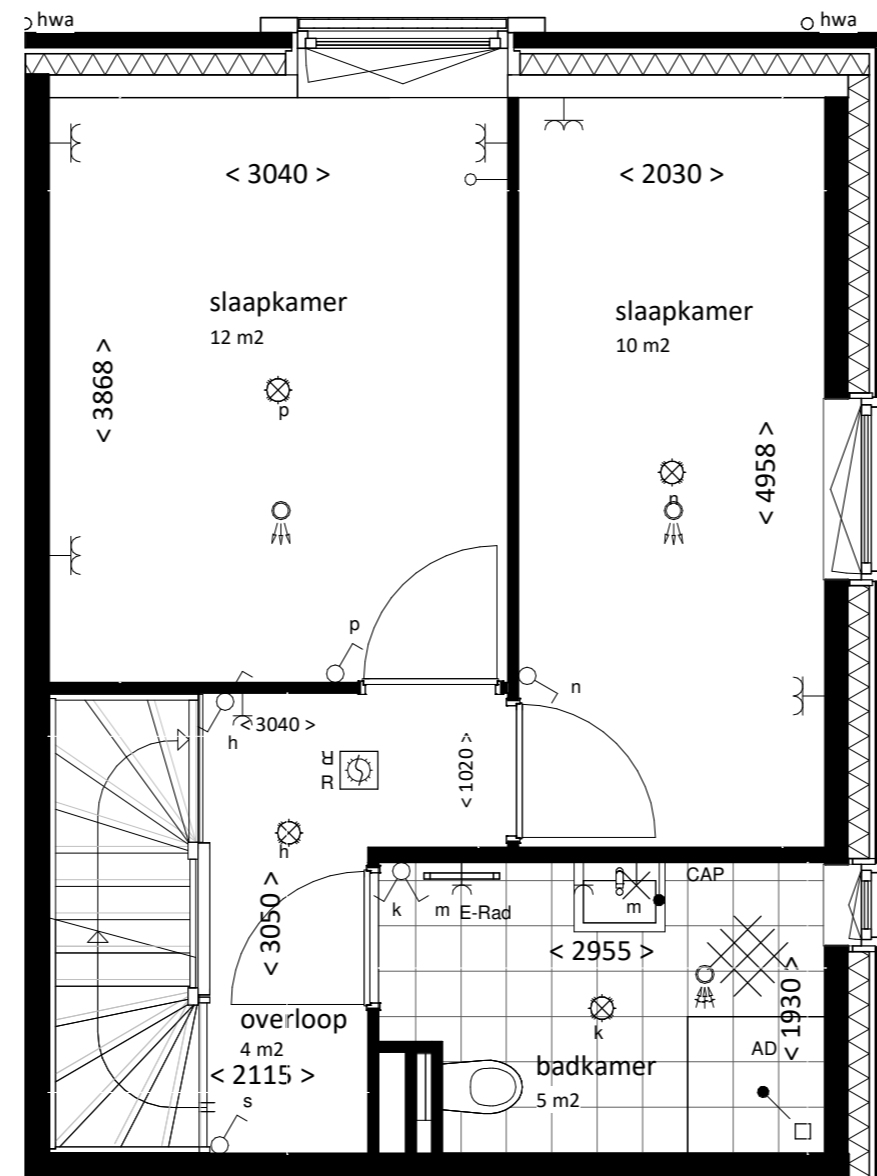 hwa
hwa
< 3040 >
< 2030 >
slaapkamer
12 m2
slaapkamer
10 m2
< 3868 >
p
< 4958 >
n
p
n
h
< 3040 >
R
R
< 1020 >
h
k
m
E-Rad
m
CAP
< 3050 >
< 2955 >
k
< 1930 >
overloop
4 m2
< 2115 >
s
badkamer
5 m2
AD